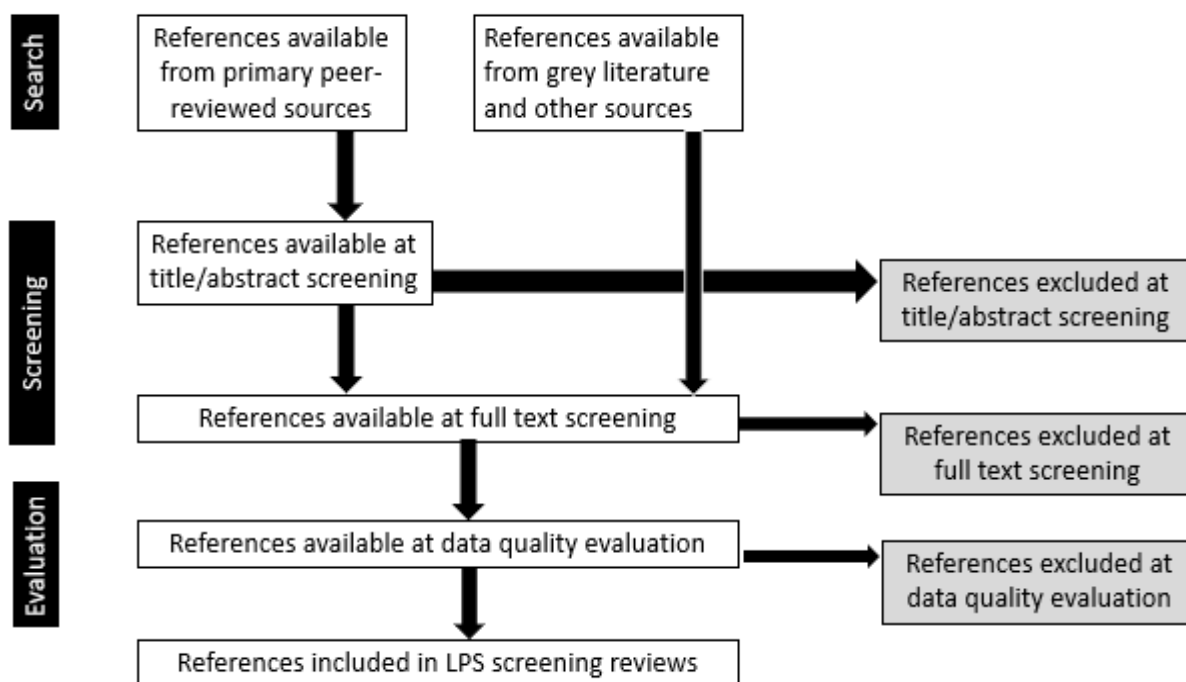 Search
References available
from primary peer-
reviewed sources
References available
from grey literature
and other sources
Screening
References available at
title/abstract screening
References excluded at
title/abstract screening
References available at full text screening
References excluded at
full text screening
Evaluation
References available at data quality evaluation
References excluded at
data quality evaluation
References included in LPS screening reviews